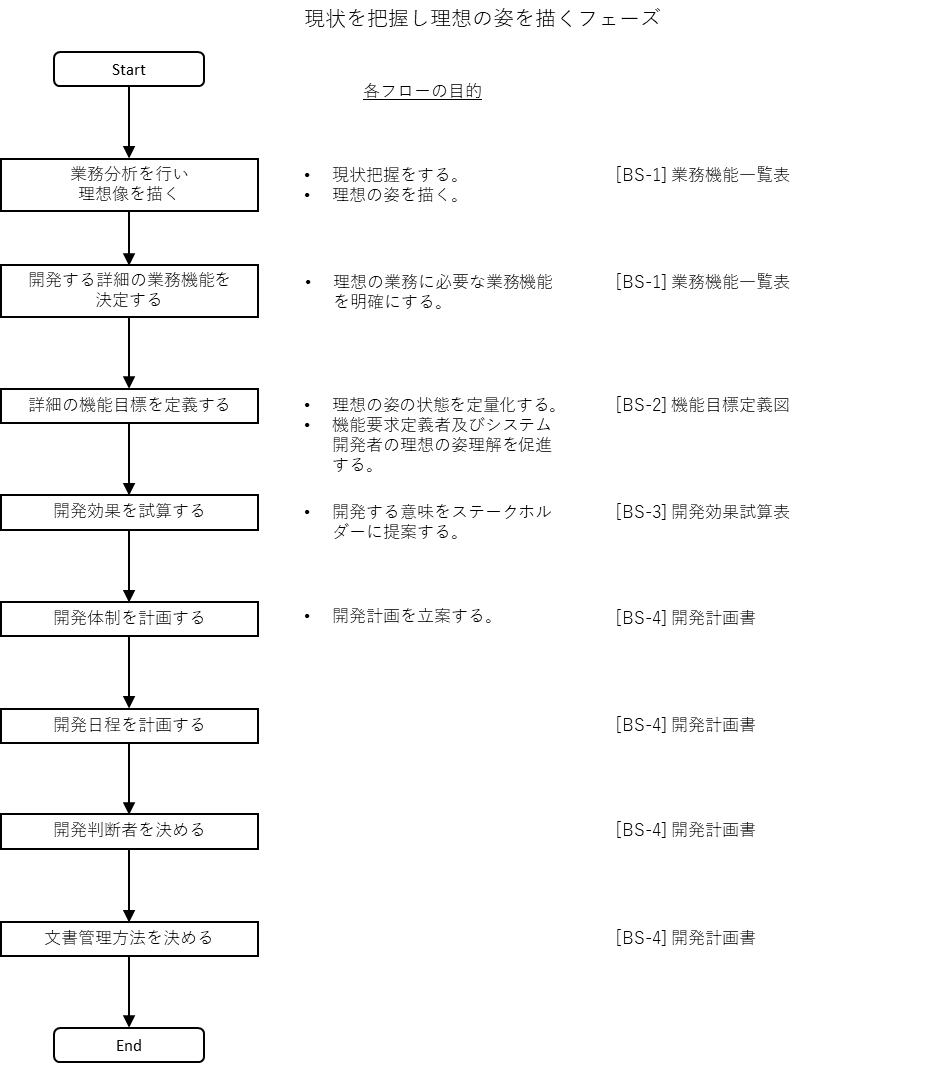 現状を把握し理想の姿を描くフェーズ
Start
各フローの目的
業務分析を行い
理想像を描く
• 現状把握をする。
• 理想の姿を描く。
[BS-1] 業務機能一覧表
開発する詳細の業務機能を
決定する
• 理想の業務に必要な業務機能
を明確にする。
[BS-1] 業務機能一覧表
詳細の機能目標を定義する
• 理想の姿の状態を定量化する。
• 機能要求定義者及びシステム
開発者の理想の姿理解を促進
する。
[BS-2] 機能目標定義図
開発効果を試算する
• 開発する意味をステークホル
ダーに提案する。
[BS-3] 開発効果試算表
開発体制を計画する
• 開発計画を立案する。
[BS-4] 開発計画書
開発日程を計画する
[BS-4] 開発計画書
開発判断者を決める
[BS-4] 開発計画書
文書管理方法を決める
[BS-4] 開発計画書
End